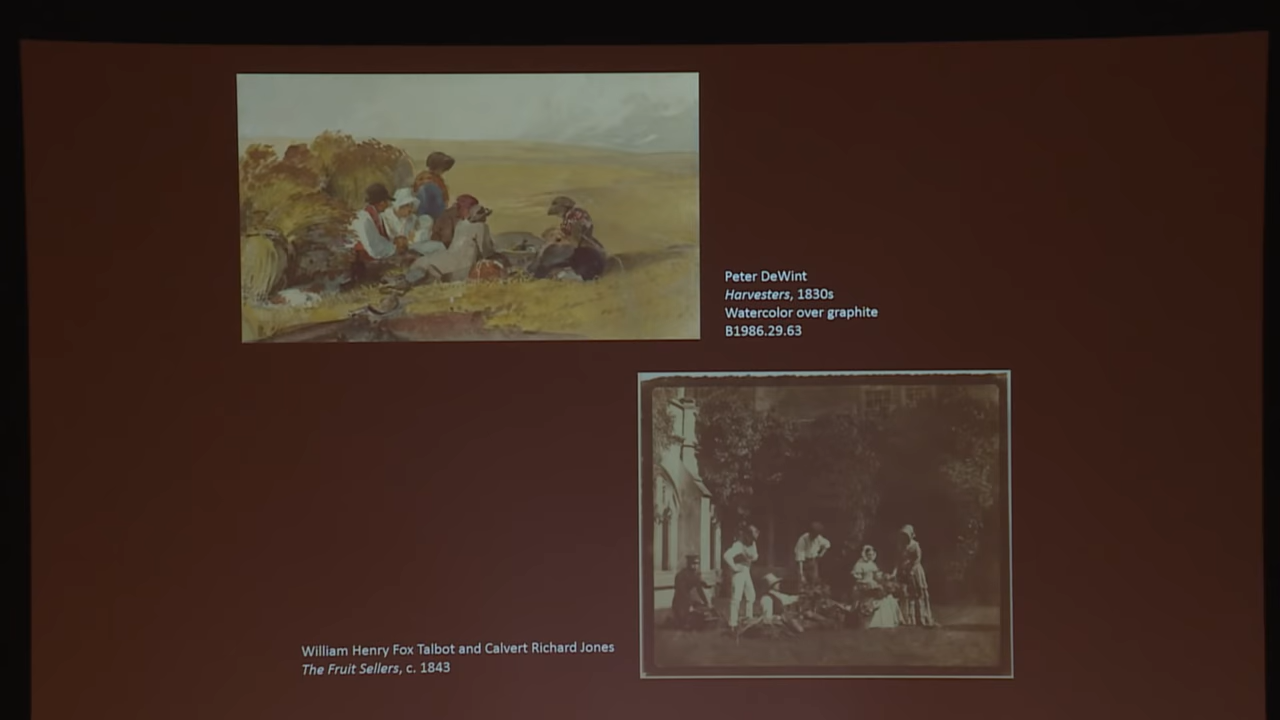 Peter DeWint
Harvesters, 1830s
Watercolor over graphite
B1986.29.63
William Henry Fox Talbot and Calvert Richard Jones
The Fruit Sellers, c. 1843